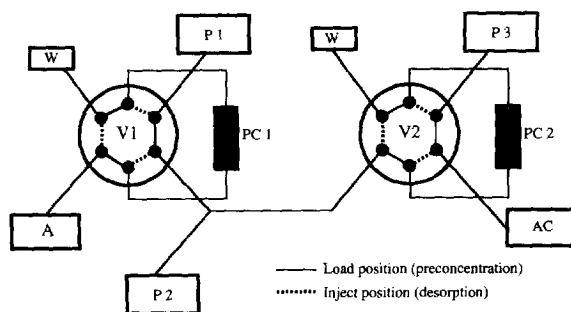 P 1
P 3
W
W
V1
PC 1
V2
PC 2
A
AC
P 2
Load position (preconcentration)
Inject position (desorption)